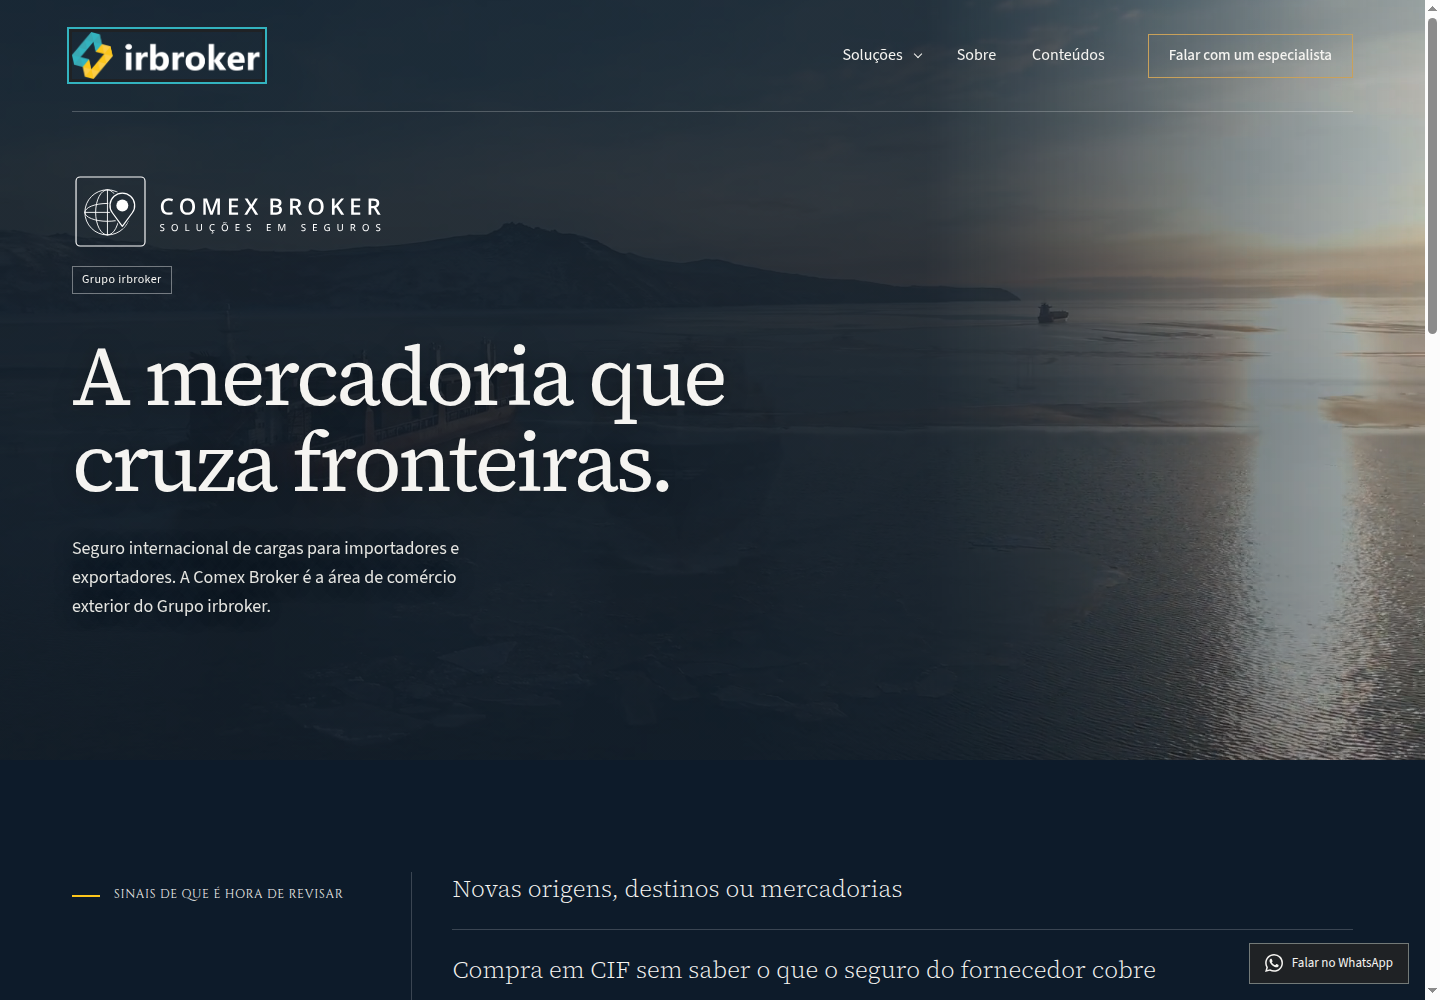 irbroker
Soluções
Sobre
Conteúdos
Falar com um especialista
COMEX BROKER
SOLUÇÕES EM SEGUROS
Grupo irbroker
A mercadoria que
cruza fronteiras.
Seguro internacional de cargas para importadores e
exportadores. A Comex Broker é a área de comércio
exterior do Grupo irbroker.
SINAIS DE QUE É HORA DE REVISAR
Novas origens, destinos ou mercadorias
Compra em CIF sem saber o que o seguro do fornecedor cobre
Falar no WhatsApp